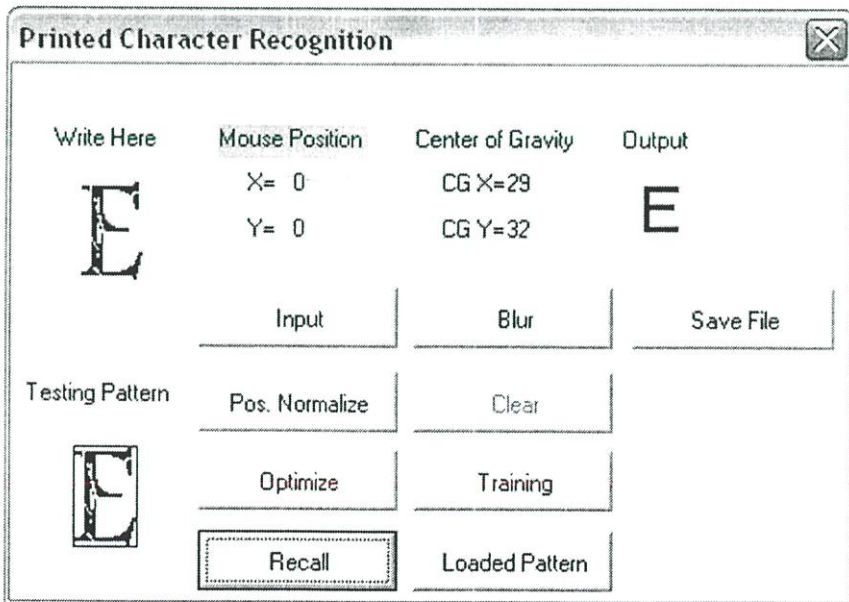 Printed Character Recognition
Write Here Mouse Position Center of Gravity Output
X= 0 CG X=29
E E
Y= 0 CG Y=32
Input Blur Save File
Testing Pattern
Pos. Normalize Clear
E
Optimize Training
Recall Loaded Pattern